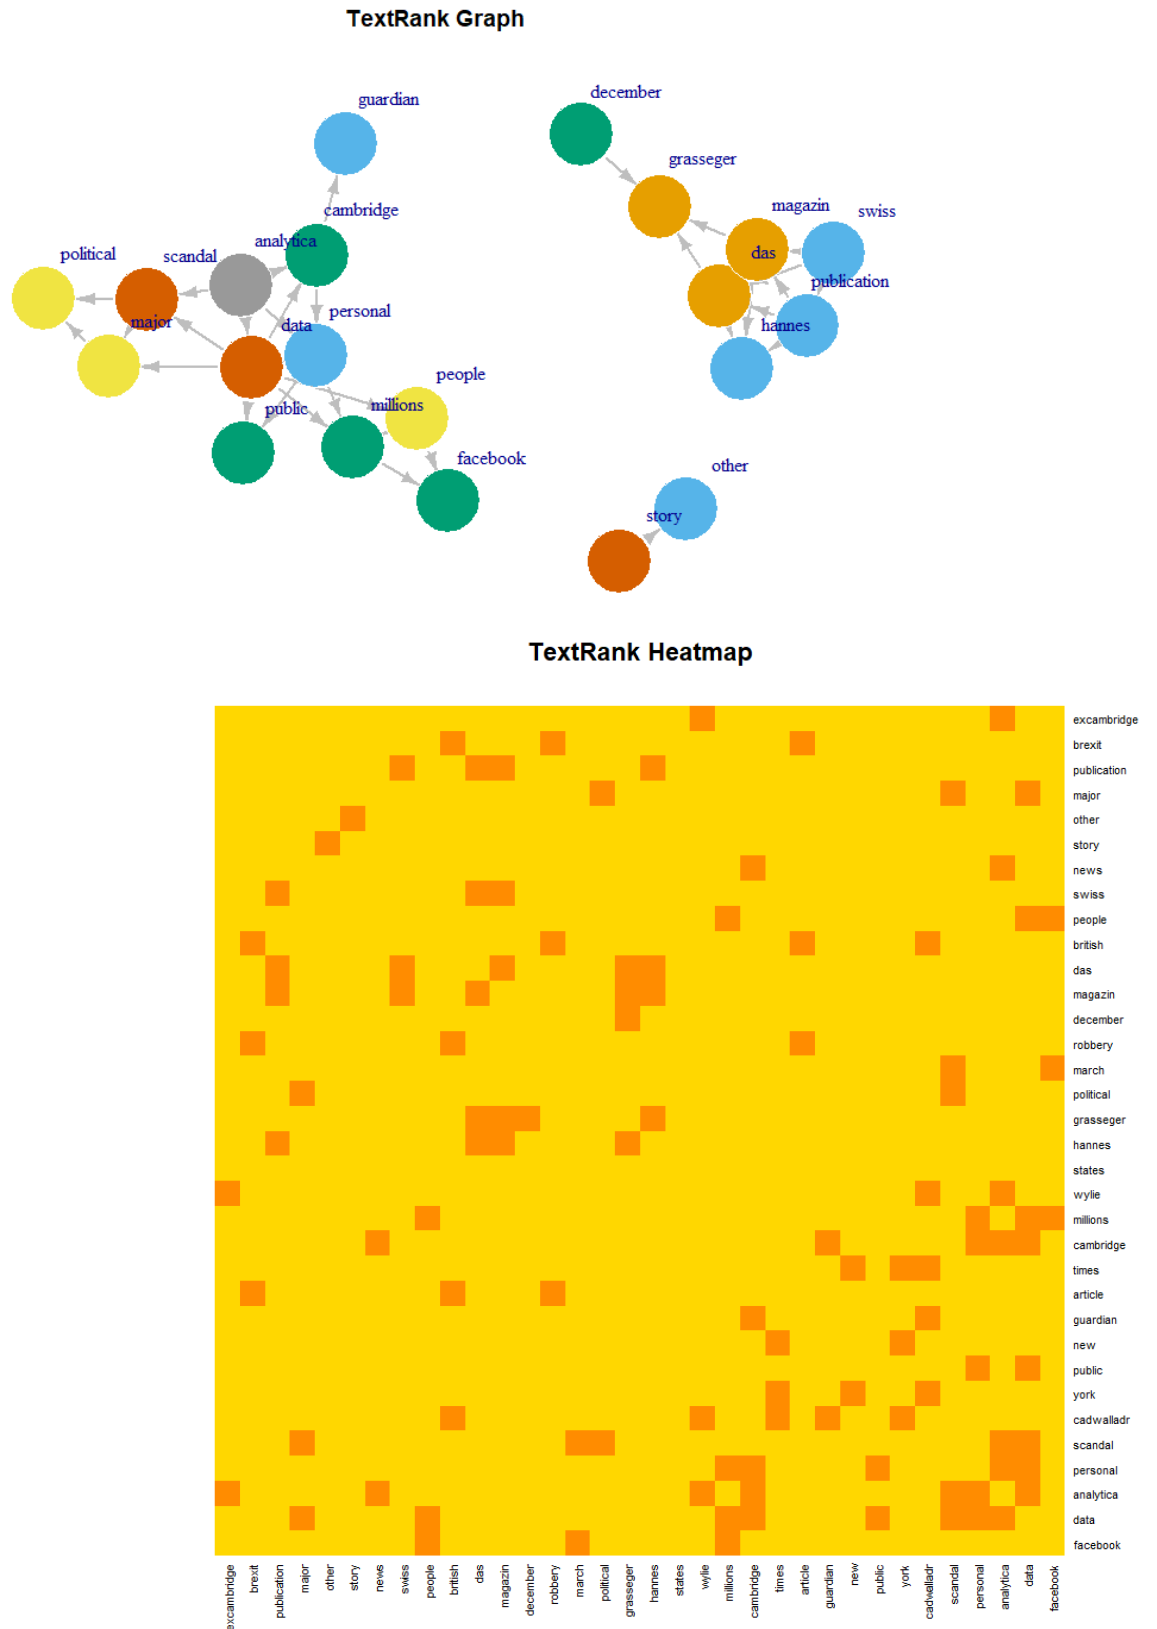 TextRank Graph
guardian
december
grasseger
cambridge
magazin
swiss
political
scandal
analytica
das
publication
major
data
personal
hannes
people
public
millions
facebook
other
story
TextRank Heatmap
excambridge
brexit
publication
major
other
story
news
swiss
people
british
das
magazin
december
robbery
march
political
grasseger
hannes
states
wylie
millions
cambridge
times
article
guardian
new
public
york
cadwalladr
scandal
personal
analytica
data
facebook
excambridge
brexit
publication
major
other
story
news
swiss
people
british
das
magazin
december
robbery
march
political
grasseger
hannes
states
wylie
millions
cambridge
times
article
guardian
new
public
york
cadwalladr
scandal
personal
analytica
data
facebook